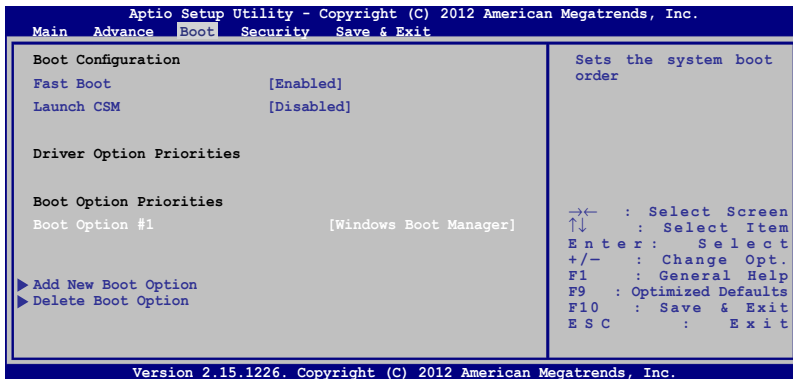 Aptio Setup Utility – Copyright (C) 2012 American Megatrends, Inc.
Main Advance Boot Security Save & Exit
Boot Configuration
Fast Boot [Enabled]
Launch CSM [Disabled]
Driver Option Priorities
Boot Option Priorities
Boot Option #1 [Windows Boot Manager]
Add New Boot Option
Delete Boot Option
Sets the system boot
order
→← : Select Screen
↑↓ : Select Item
Enter: Select
+/— : Change Opt.
F1 : General Help
F9 : Optimized Defaults
F10 : Save & Exit
ESC : Exit
Version 2.15.1226. Copyright (C) 2012 American Megatrends, Inc.